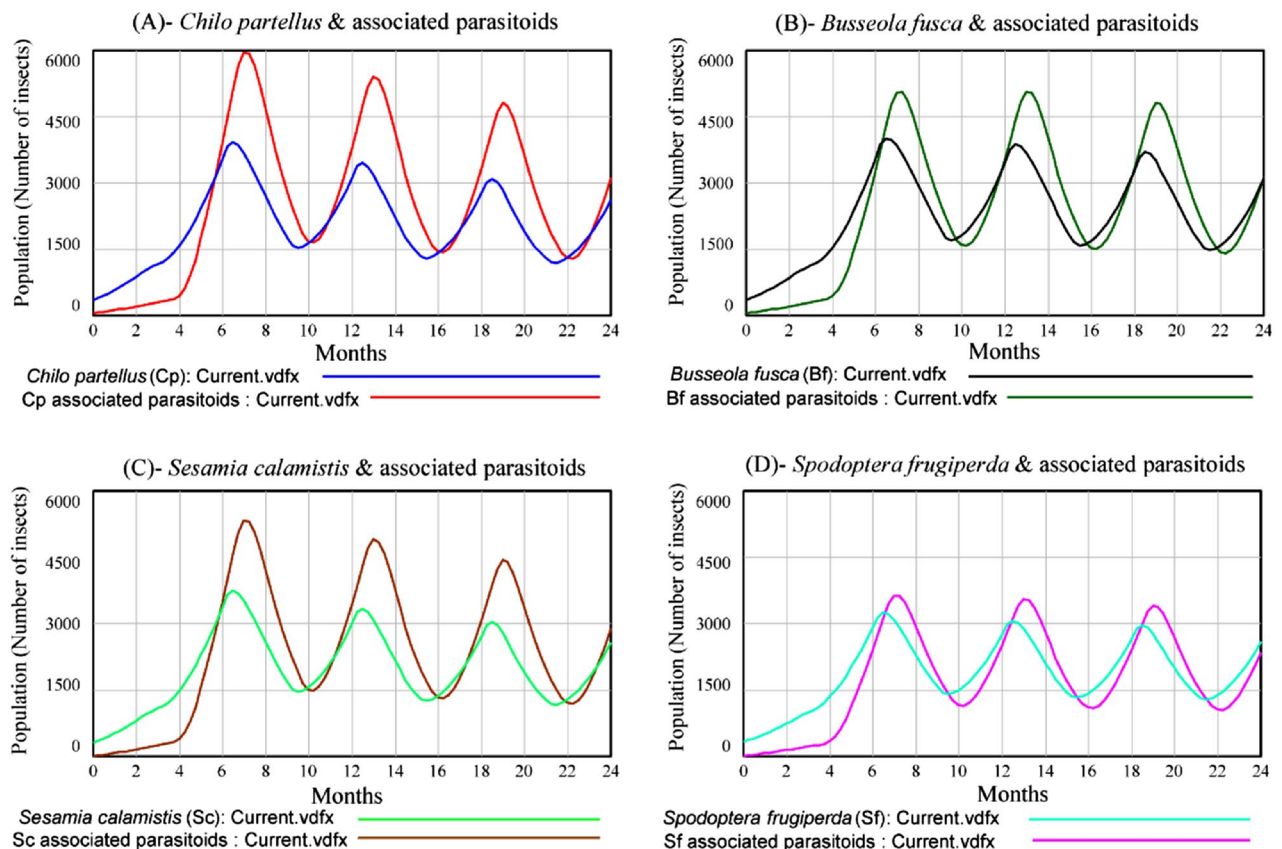 (A)- Chilo partellus & associated parasitoids
Population (Number of insects)
6000
4500
3000
1500
0
0 2 4 6 8 10 12 14 16 18 20 22 24
Months
Chilo partellus (Cp): Current.vdfx
Cp associated parasitoids : Current.vdfx
(B)- Busseola fusca & associated parasitoids
Population (Number of insects)
6000
4500
3000
1500
0
0 2 4 6 8 10 12 14 16 18 20 22 24
Months
Busseola fusca (Bf): Current.vdfx
Bf associated parasitoids : Current.vdfx
(C)- Sesamia calamistis & associated parasitoids
Population (Number of insects)
6000
4500
3000
1500
0
0 2 4 6 8 10 12 14 16 18 20 22 24
Months
Sesamia calamistis (Sc): Current.vdfx
Sc associated parasitoids : Current.vdfx
(D)- Spodoptera frugiperda & associated parasitoids
Population (Number of insects)
6000
4500
3000
1500
0
0 2 4 6 8 10 12 14 16 18 20 22 24
Months
Spodoptera frugiperda (Sf): Current.vdfx
Sf associated parasitoids : Current.vdfx